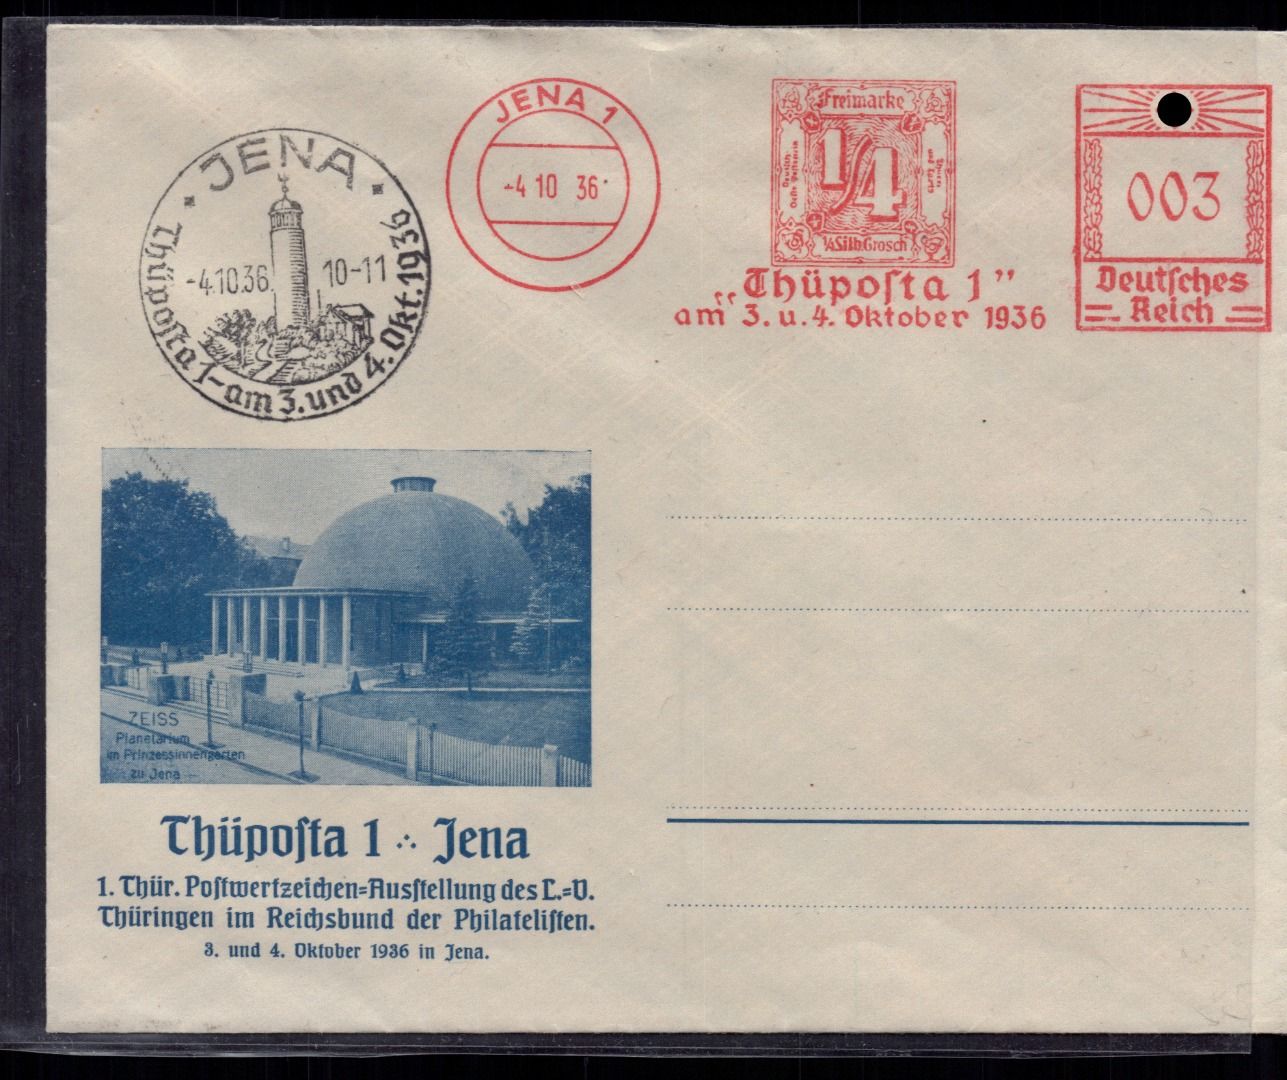 JENA
Thüposta 1 - am 3. und 4. Okt. 1936
-4.10.36. 10-11
JENA 1
-4 10 36
Freimarke
1/4
1/4 Silb. Grosch
„Thüposta 1”
am 3. u. 4. Oktober 1936
003
Deutsches
Reich
ZEISS
Planetarium
im Prinzessinnengarten
zu Jena
Thüposta 1 ∴ Jena
1. Thür. Postwertzeichen=Ausstellung des L.=V.
Thüringen im Reichsbund der Philatelisten.
3. und 4. Oktober 1936 in Jena.